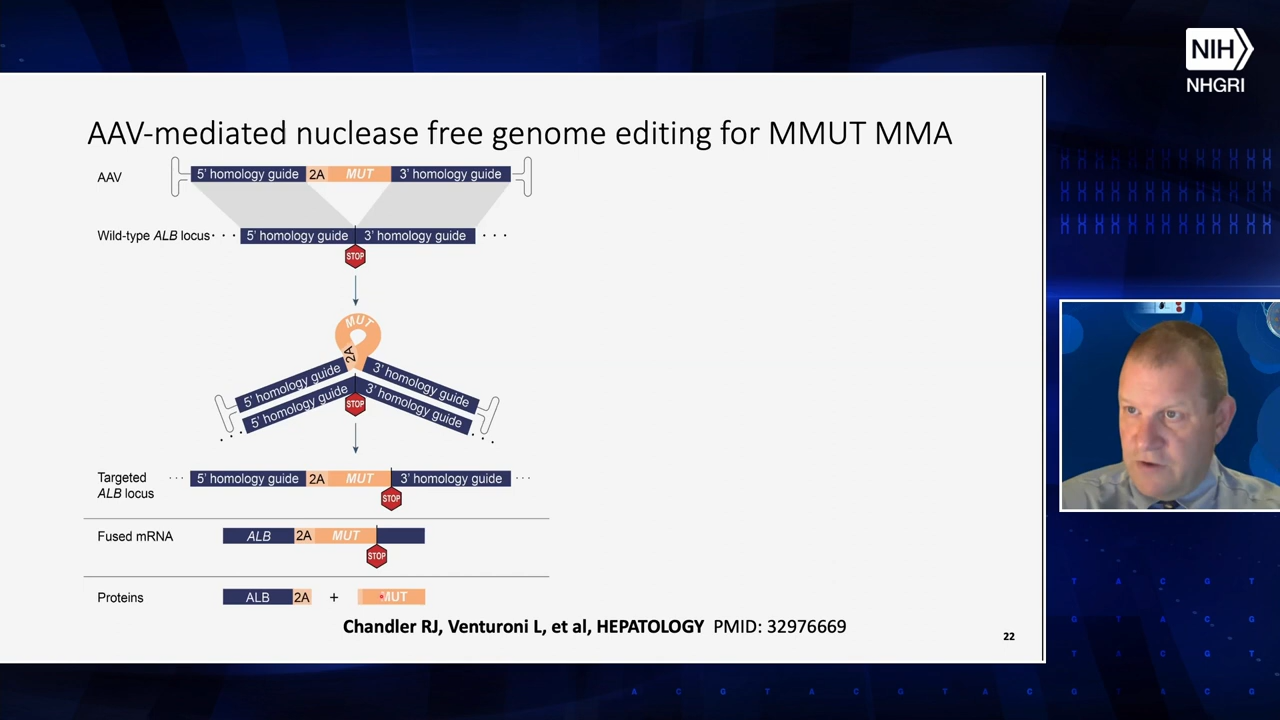 NIH
NHGRI
AAV-mediated nuclease free genome editing for MMUT MMA
AAV
5' homology guide 2A MUT 3' homology guide
Wild-type ALB locus
5' homology guide 3' homology guide
STOP
MUT
2A
5' homology guide 3' homology guide
5' homology guide 3' homology guide
STOP
Targeted
ALB locus
5' homology guide 2A MUT 3' homology guide
STOP
Fused mRNA
ALB 2A MUT
STOP
Proteins
ALB 2A + MUT
Chandler RJ, Venturoni L, et al, HEPATOLOGY PMID: 32976669
22
T A C G T
A C G T
T A C G T
A C G T A C G T A C G T A C G T